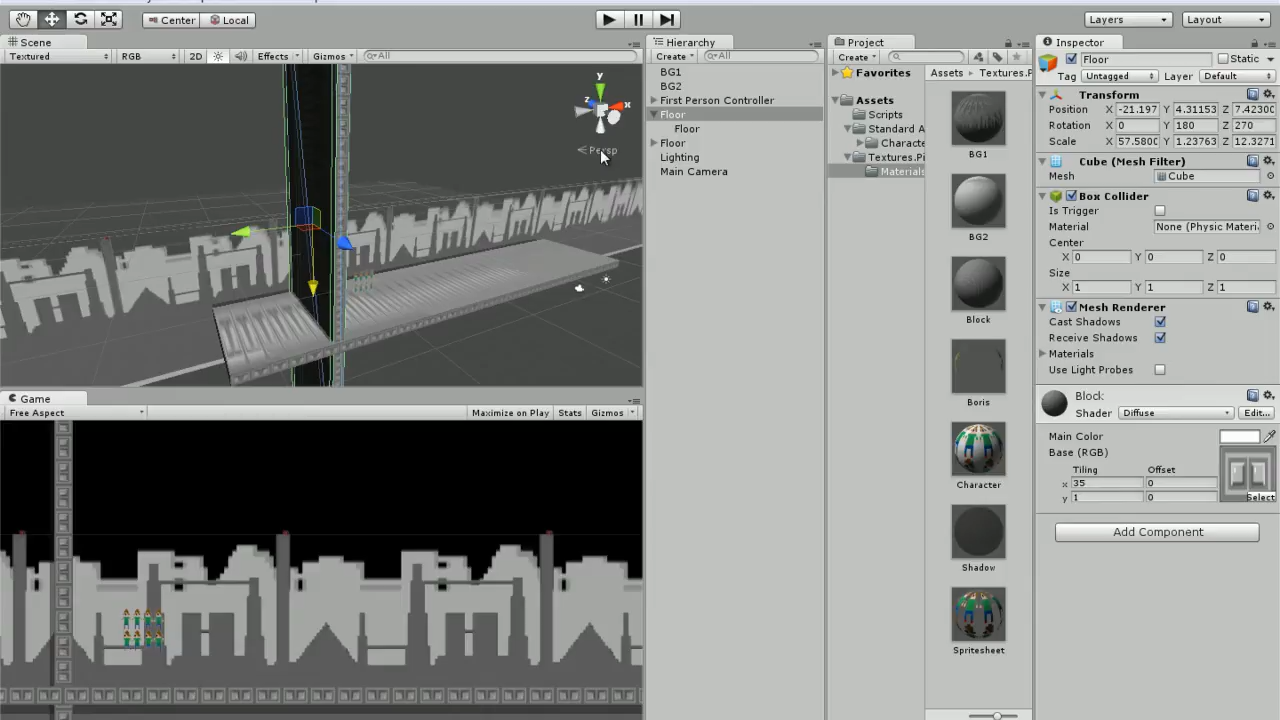 Center Local Layers Layout
Scene
Textured RGB 2D Effects Gizmos All
y
z x
Persp
Game
Free Aspect Maximize on Play Stats Gizmos
Hierarchy
Create All
BG1
BG2
First Person Controller
Floor
Floor
Floor
Lighting
Main Camera
Project
Create
Favorites
Assets
Scripts
Standard A
Characte
Textures.Pi
Materials
Assets Textures.P
BG1
BG2
Block
Boris
Character
Shadow
Spritesheet
Inspector
Floor Static
Tag Untagged Layer Default
Transform
Position X -21.197 Y 4.31153 Z 7.42300
Rotation X 0 Y 180 Z 270
Scale X 57.5800 Y 1.23763 Z 12.3271
Cube (Mesh Filter)
Mesh Cube
Box Collider
Is Trigger
Material None (Physic Materi
Center
X 0 Y 0 Z 0
Size
X 1 Y 1 Z 1
Mesh Renderer
Cast Shadows
Receive Shadows
Materials
Use Light Probes
Block
Shader Diffuse Edit...
Main Color
Base (RGB)
Tiling Offset
x 35 0
y 1 0
Select
Add Component